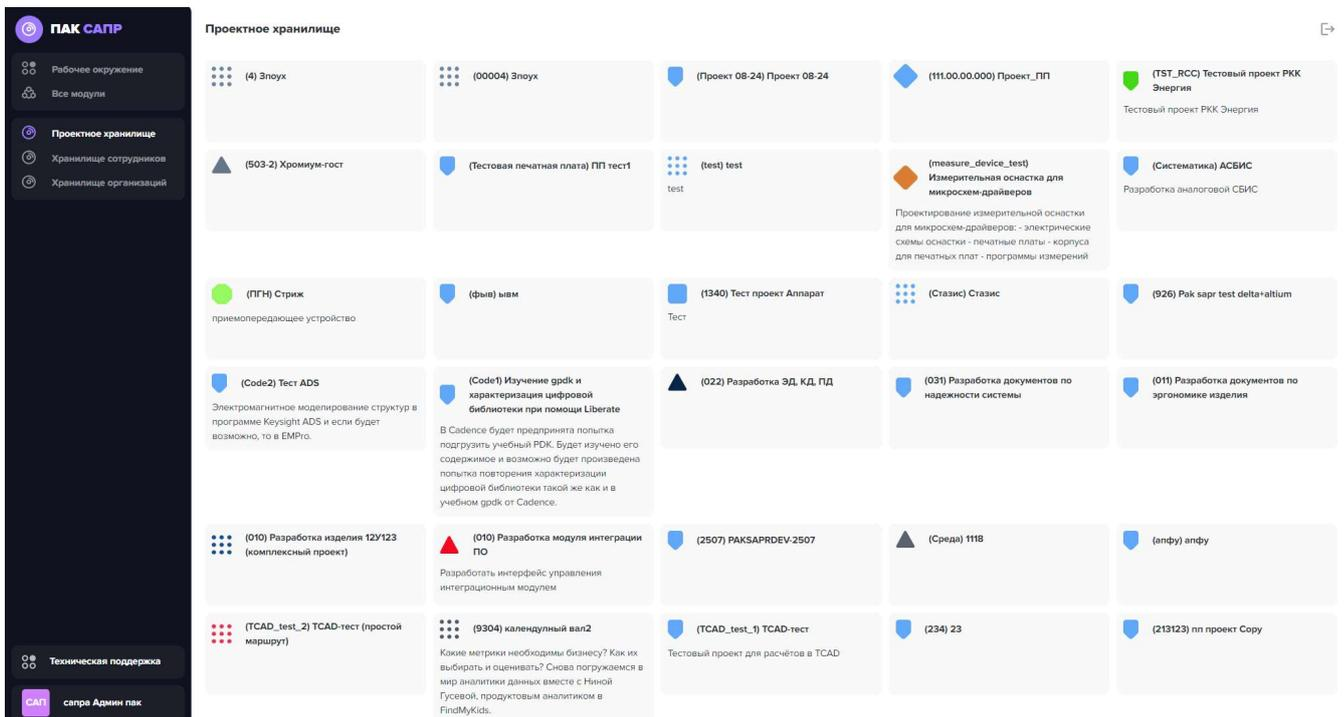 ПАК САПР
Рабочее окружение
Все модули
Проектное хранилище
Хранилище сотрудников
Хранилище организаций
Техническая поддержка
САП
сапра Админ пак
Проектное хранилище
(4) Зпоух
(00004) Зпоух
(Проект 08-24) Проект 08-24
(111.00.00.000) Проект_ПП
(TST_RCC) Тестовый проект РКК
Энергия
Тестовый проект РКК Энергия
(503-2) Хромиум-гост
(Тестовая печатная плата) ПП тест1
(test) test
test
(measure_device_test)
Измерительная оснастка для
микросхем-драйверов
Проектирование измерительной оснастки
для микросхем-драйверов: - электрические
схемы оснастки - печатные платы - корпуса
для печатных плат - программы измерений
(Систематика) АСБИС
Разработка аналоговой СБИС
(ПГН) Стриж
приемопередающее устройство
(фыв) ывм
(1340) Тест проект Аппарат
Тест
(Стазис) Стазис
(926) Pak sapr test delta+altium
(Code2) Тест ADS
Электромагнитное моделирование структур в
программе Keysight ADS и если будет
возможно, то в EMPro.
(Code1) Изучение gpdk и
характеризация цифровой
библиотеки при помощи Liberate
В Cadence будет предпринята попытка
подгрузить учебный PDK. Будет изучено его
содержимое и возможно будет произведена
попытка повторения характеризации
цифровой библиотеки такой же как и в
учебном gpdk от Cadence.
(022) Разработка ЭД, КД, ПД
(031) Разработка документов по
надежности системы
(011) Разработка документов по
эргономике изделия
(010) Разработка изделия 12У123
(комплексный проект)
(010) Разработка модуля интеграции
ПО
Разработать интерфейс управления
интеграционным модулем
(2507) PAKSAPRDEV-2507
(Среда) 1118
(апфу) апфу
(TCAD_test_2) TCAD-тест (простой
маршрут)
(9304) календулный вал2
Какие метрики необходимы бизнесу? Как их
выбирать и оценивать? Снова погружаемся в
мир аналитики данных вместе с Ниной
Гусевой, продуктовым аналитиком в
FindMyKids.
(TCAD_test_1) TCAD-тест
Тестовый проект для расчётов в TCAD
(234) 23
(213123) пп проект Copy